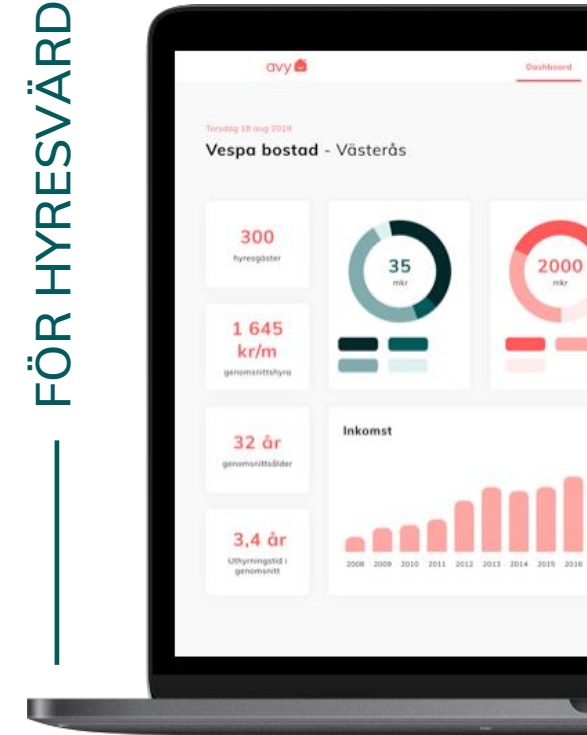 FÖR HYRESVÄRD
avy
Dashboard
Torsdag 18 aug 2019
Vespa bostad - Västerås
300
hyresgäster
1 645
kr/m
genomsnittshyra
32 år
genomsnittsålder
3,4 år
Uthyrningstid i
genomsnitt
35
mkr
2000
mkr
Inkomst
2008 2009 2010 2011 2012 2013 2014 2015 2016